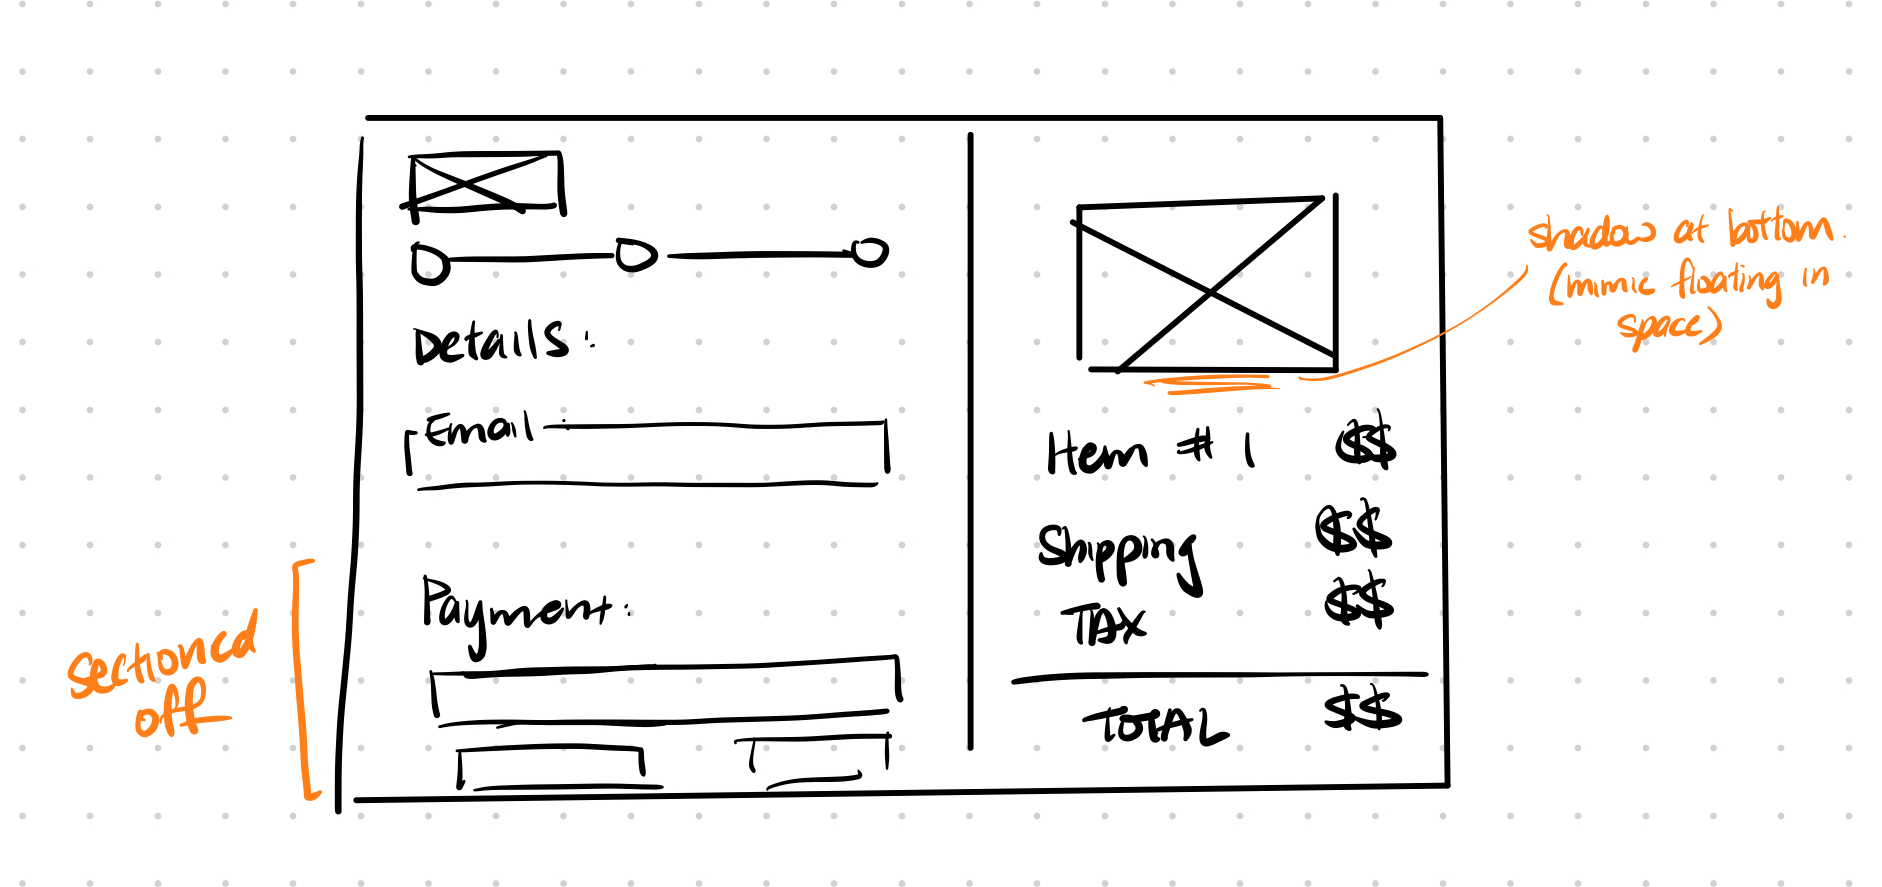 Details:
Email
Payment:
Item # 1 $$
Shipping $$
TAX $$
TOTAL $$
shadow at bottom.
(mimic floating in
space)
sectioned
off